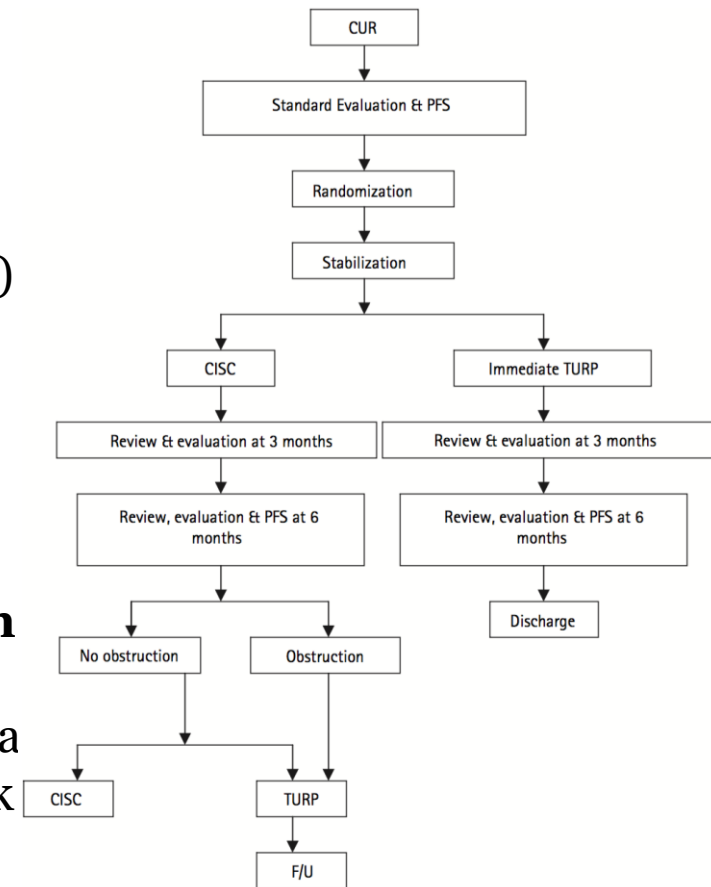 CUR
Standard Evaluation & PFS
Randomization
)
Stabilization
CISC
Immediate TURP
Review & evaluation at 3 months
Review & evaluation at 3 months
Review, evaluation & PFS at 6
months
Review, evaluation & PFS at 6
months
n
Discharge
No obstruction
Obstruction
a
k
CISC
TURP
F/U